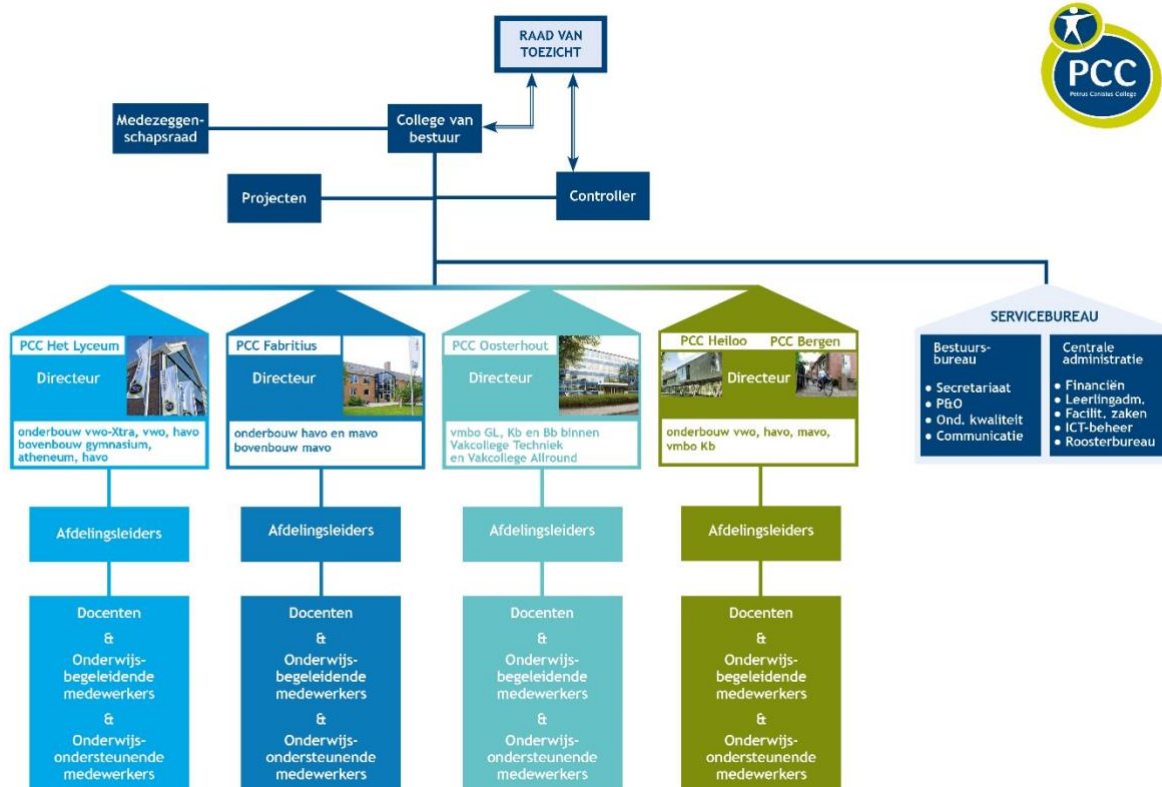 RAAD VAN
TOEZICHT
PCC
Petrus Canisius College
Medezeggen-
schapsraad
College van
bestuur
Projecten
Controller
PCC Het Lyceum
Directeur
onderbouw vwo-Xtra, vwo, havo
bovenbouw gymnasium,
atheneum, havo
PCC Fabritius
Directeur
onderbouw havo en mavo
bovenbouw mavo
PCC Oosterhout
Directeur
vmbo GL, Kb en Bb binnen
Vakcollege Techniek
en Vakcollege Allround
PCC Heiloo PCC Bergen
Directeur
onderbouw vwo, havo, mavo,
vmbo Kb
SERVICEBUREAU
Bestuurs-
bureau
• Secretariaat
• P&O
• Ond. kwaliteit
• Communicatie
Centrale
administratie
• Financiën
• Leerlingadm.
• Facilit. zaken
• ICT-beheer
• Roosterbureau
Afdelingsleiders
Afdelingsleiders
Afdelingsleiders
Afdelingsleiders
Docenten
&
Onderwijs-
begeleidende
medewerkers
&
Onderwijs-
ondersteunende
medewerkers
Docenten
&
Onderwijs-
begeleidende
medewerkers
&
Onderwijs-
ondersteunende
medewerkers
Docenten
&
Onderwijs-
begeleidende
medewerkers
&
Onderwijs-
ondersteunende
medewerkers
Docenten
&
Onderwijs-
begeleidende
medewerkers
&
Onderwijs-
ondersteunende
medewerkers